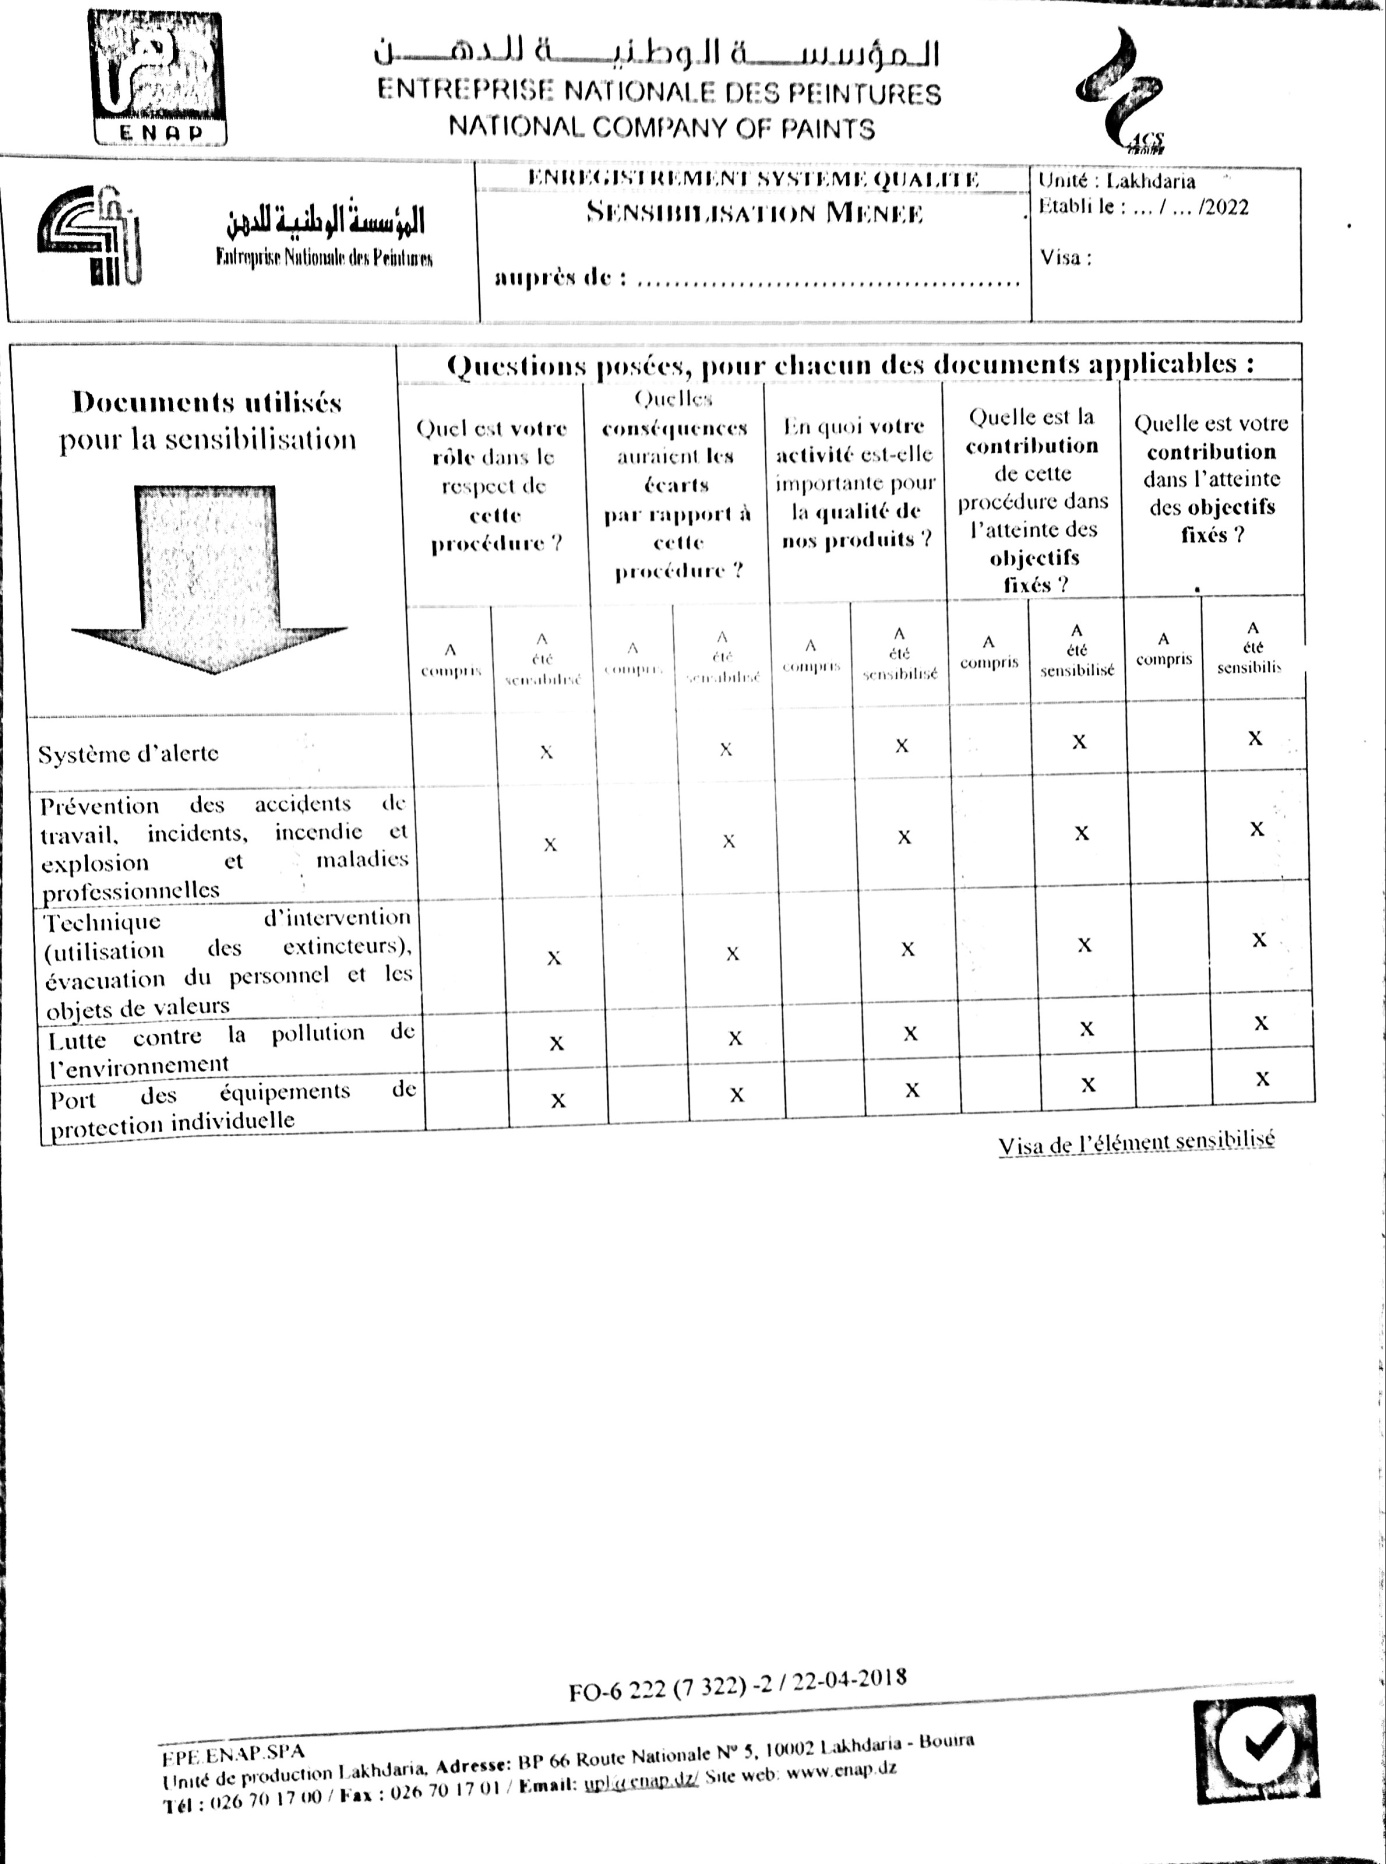 ENAP
المؤسسة الوطنية للدهن
ENTREPRISE NATIONALE DES PEINTURES
NATIONAL COMPANY OF PAINTS
ACS
GROUPE
المؤسسة الوطنية للدهن
Entreprise Nationale des Peintures
ENREGISTREMENT SYSTEME QUALITE
SENSIBILISATION MENEE
auprès de : ..........................................
Unité : Lakhdaria
Etabli le : ... / ... /2022
Visa :
Documents utilisés
pour la sensibilisation
Questions posées, pour chacun des documents applicables :
Quel est votre
rôle dans le
respect de
cette
procédure ?
Quelles
conséquences
auraient les
écarts
par rapport à
cette
procédure ?
En quoi votre
activité est-elle
importante pour
la qualité de
nos produits ?
Quelle est la
contribution
de cette
procédure dans
l'atteinte des
objectifs
fixés ?
Quelle est votre
contribution
dans l'atteinte
des objectifs
fixés ?
A
compris
A
été
sensibilisé
A
compris
A
été
sensibilisé
A
compris
A
été
sensibilisé
A
compris
A
été
sensibilisé
A
compris
A
été
sensibilis
Système d'alerte X X X X X
Prévention des accidents de
travail, incidents, incendie et
explosion et maladies
professionnelles
X X X X X
Technique d'intervention
(utilisation des extincteurs),
évacuation du personnel et les
objets de valeurs
X X X X X
Lutte contre la pollution de
l'environnement
X X X X X
Port des équipements de
protection individuelle
X X X X X
Visa de l'élément sensibilisé
FO-6 222 (7 322) -2 / 22-04-2018
EPE.ENAP.SPA
Unité de production Lakhdaria, Adresse: BP 66 Route Nationale N° 5, 10002 Lakhdaria - Bouira
Tél : 026 70 17 00 / Fax : 026 70 17 01 / Email: upl@enap.dz/ Site web: www.enap.dz